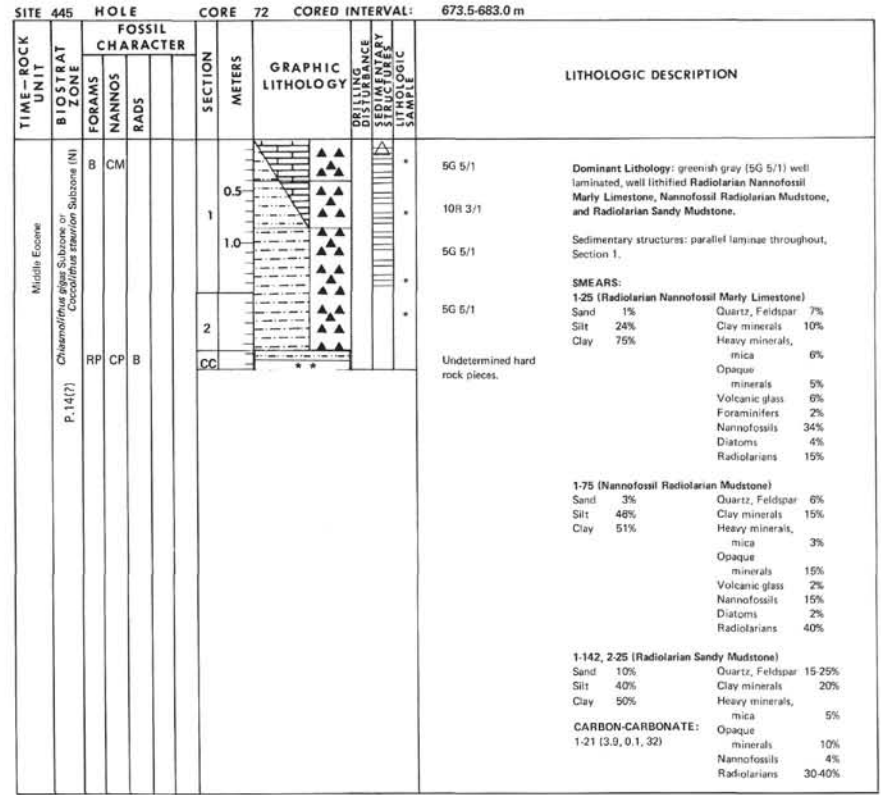 SITE 445 HOLE CORE 72 CORED INTERVAL: 673.5-683.0 m
TIME-ROCK UNIT
BIOSTRAT ZONE
FOSSIL CHARACTER
FORAMS
NANNOS
RADS
SECTION
METERS
GRAPHIC LITHOLOGY
DRILLING DISTURBANCE
SEDIMENTARY STRUCTURES
LITHOLOGIC SAMPLE
LITHOLOGIC DESCRIPTION
Middle Eocene
P.14(?)
Chiasmolithus gigas Subzone or
Coccolithus staurion Subzone (N)
B CM
RP CP B
0.5
1
1.0
2
CC
* *
*
*
*
*
5G 5/1
10R 3/1
5G 5/1
5G 5/1
Undetermined hard
rock pieces.
Dominant Lithology: greenish gray (5G 5/1) well
laminated, well lithified Radiolarian Nannofossil
Marly Limestone, Nannofossil Radiolarian Mudstone,
and Radiolarian Sandy Mudstone.
Sedimentary structures: parallel laminae throughout,
Section 1.
SMEARS:
1-25 (Radiolarian Nannofossil Marly Limestone)
Sand 1% Quartz, Feldspar 7%
Silt 24% Clay minerals 10%
Clay 75% Heavy minerals,
mica 6%
Opaque
minerals 5%
Volcanic glass 6%
Foraminifers 2%
Nannofossils 34%
Diatoms 4%
Radiolarians 15%
1-75 (Nannofossil Radiolarian Mudstone)
Sand 3% Quartz, Feldspar 6%
Silt 46% Clay minerals 15%
Clay 51% Heavy minerals,
mica 3%
Opaque
minerals 15%
Volcanic glass 2%
Nannofossils 15%
Diatoms 2%
Radiolarians 40%
1-142, 2-25 (Radiolarian Sandy Mudstone)
Sand 10% Quartz, Feldspar 15-25%
Silt 40% Clay minerals 20%
Clay 50% Heavy minerals,
mica 5%
CARBON-CARBONATE: Opaque
1-21 (3.9, 0.1, 32) minerals 10%
Nannofossils 4%
Radiolarians 30-40%